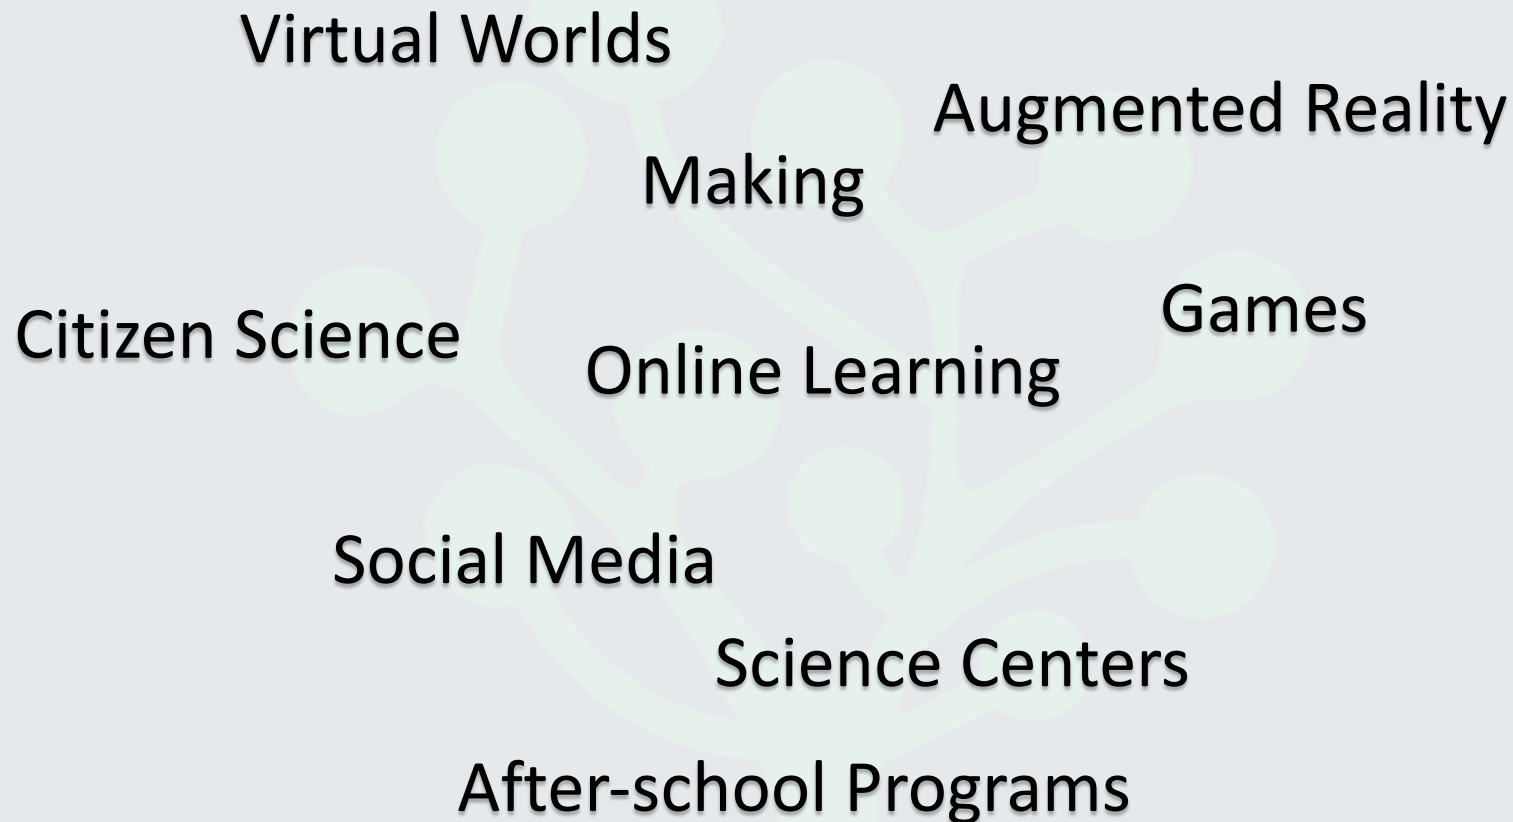 Virtual Worlds
Augmented Reality
Making
Games
Citizen Science
Online Learning
Social Media
Science Centers
After-school Programs